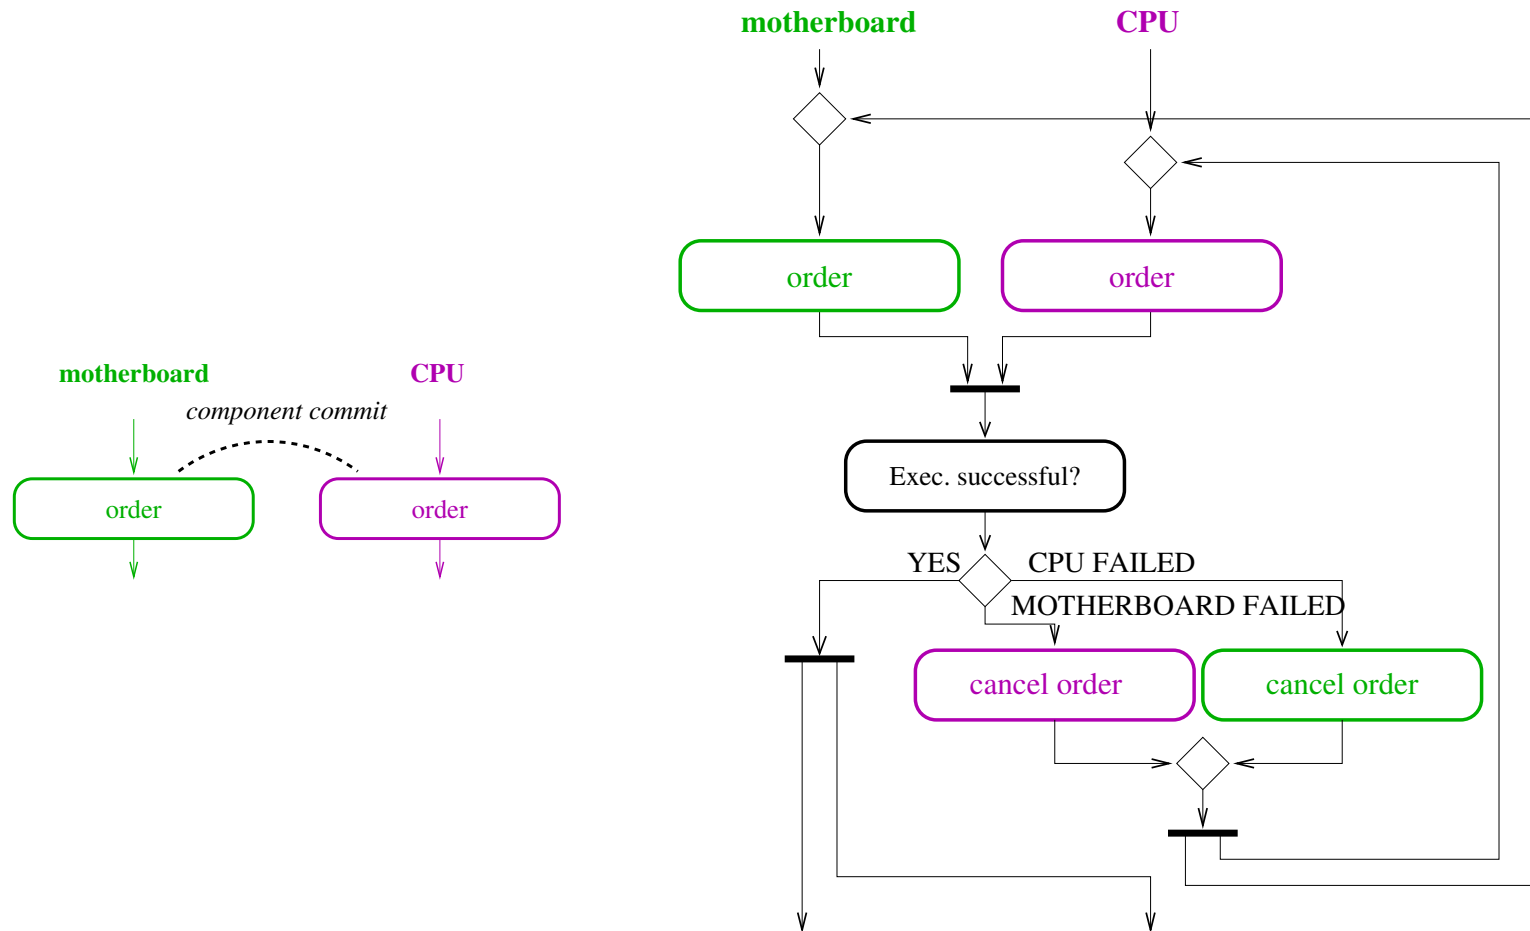 motherboard
CPU
component commit
order
order
motherboard
CPU
order
order
Exec. successful?
YES
CPU FAILED
MOTHERBOARD FAILED
cancel order
cancel order